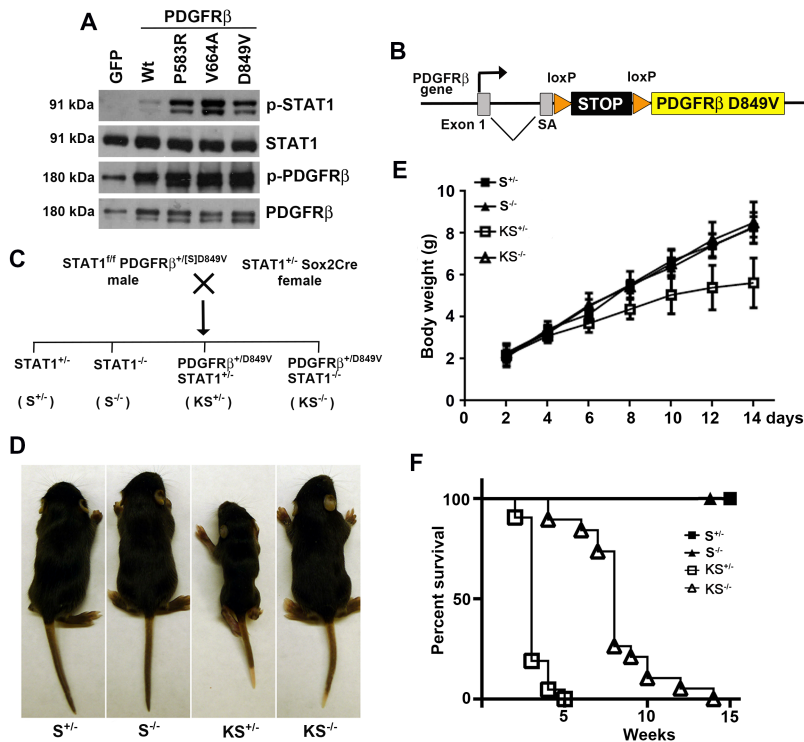 A
PDGFRβ
GFP Wt P583R V664A D849V
91 kDa p-STAT1
91 kDa STAT1
180 kDa p-PDGFRβ
180 kDa PDGFRβ
B
PDGFRβ
gene
loxP loxP
STOP PDGFRβ D849V
Exon 1 SA
C
STAT1f/f PDGFRβ+/[S]D849V
male
STAT1+/- Sox2Cre
female
STAT1+/- STAT1-/- PDGFRβ+/D849V PDGFRβ+/D849V
STAT1+/- STAT1-/-
( S+/- ) ( S-/- ) ( KS+/- ) ( KS-/- )
D
S+/- S-/- KS+/- KS-/-
E
S+/-
S-/-
KS+/-
KS-/-
Body weight (g)
10
8
6
4
2
0
0 2 4 6 8 10 12 14 days
F
Percent survival
100
50
0
S+/-
S-/-
KS+/-
KS-/-
5 10 15
Weeks